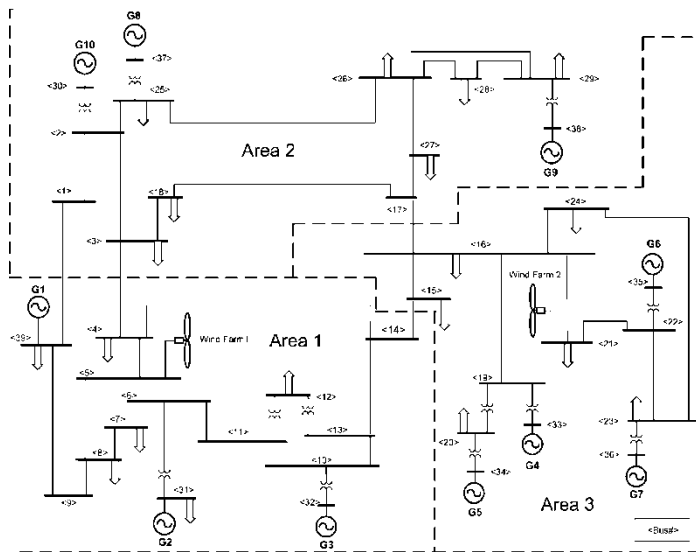 G8
G10
<37>
<30>
<25>
<2>
<26>
<28>
<29>
<38>
G9
Area 2
<27>
<1>
<18>
<17>
<3>
<24>
<16>
G6
<35>
Wind Farm 2
<15>
G1
<39>
<4>
Wind Farm I
Area 1
<14>
<22>
<21>
<5>
<6>
<12>
<19>
<7>
<11>
<13>
<23>
<33>
<8>
<10>
<36>
G4
<34>
<9>
<31>
<32>
G5
G7
G2
G3
Area 3
<Bus#>